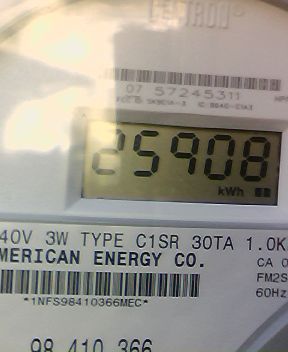 07 57245311
25908
kWh
40V 3W TYPE C1SR 30TA 1.0K
MERICAN ENERGY CO.
CA 0
FM2S
60Hz
*1NFS98410366MEC*
98 410 366